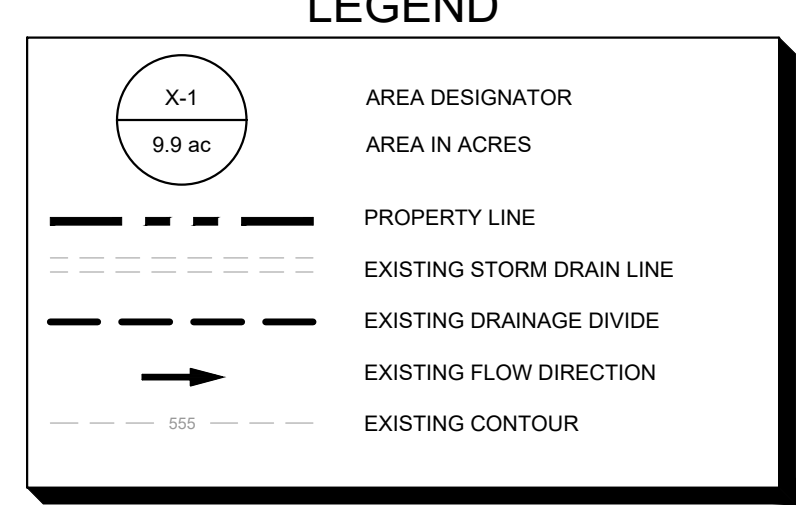 LEGEND
X-1 AREA DESIGNATOR
9.9 ac AREA IN ACRES
PROPERTY LINE
EXISTING STORM DRAIN LINE
EXISTING DRAINAGE DIVIDE
EXISTING FLOW DIRECTION
555 EXISTING CONTOUR